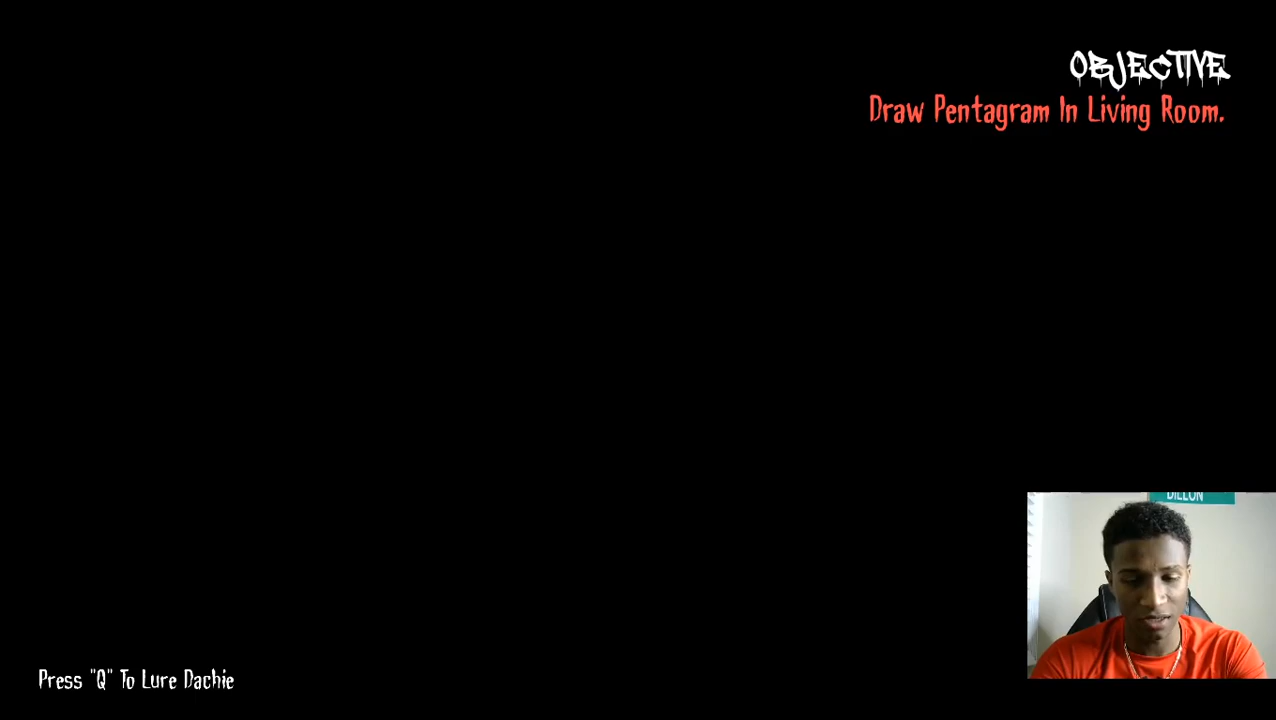 OBJECTIVE
Draw Pentagram In Living Room.
DILLON
Press "Q" To Lure Dachie